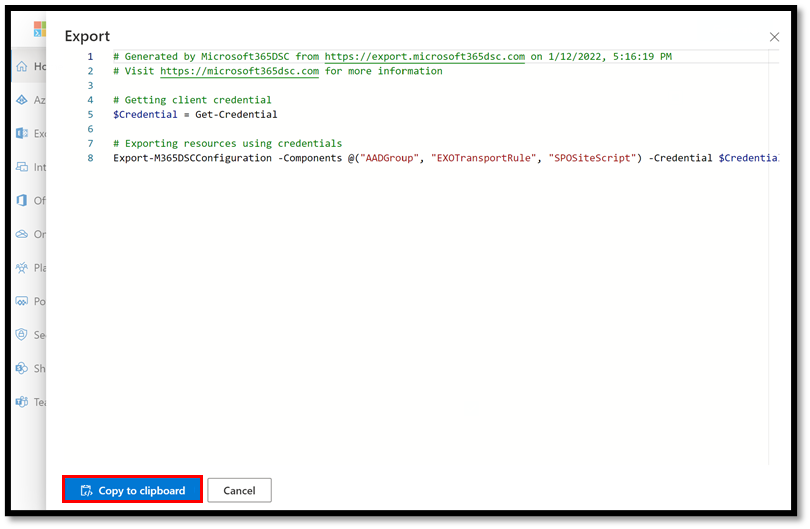 Export
1 # Generated by Microsoft365DSC from https://export.microsoft365dsc.com on 1/12/2022, 5:16:19 PM
2 # Visit https://microsoft365dsc.com for more information
3
4 # Getting client credential
5 $Credential = Get-Credential
6
7 # Exporting resources using credentials
8 Export-M365DSCConfiguration -Components @("AADGroup", "EXOTransportRule", "SPOSiteScript") -Credential $Credentia
Ho
Az
Exc
Int
Of
On
Pla
Po
Se
Sh
Tea
Copy to clipboard
Cancel